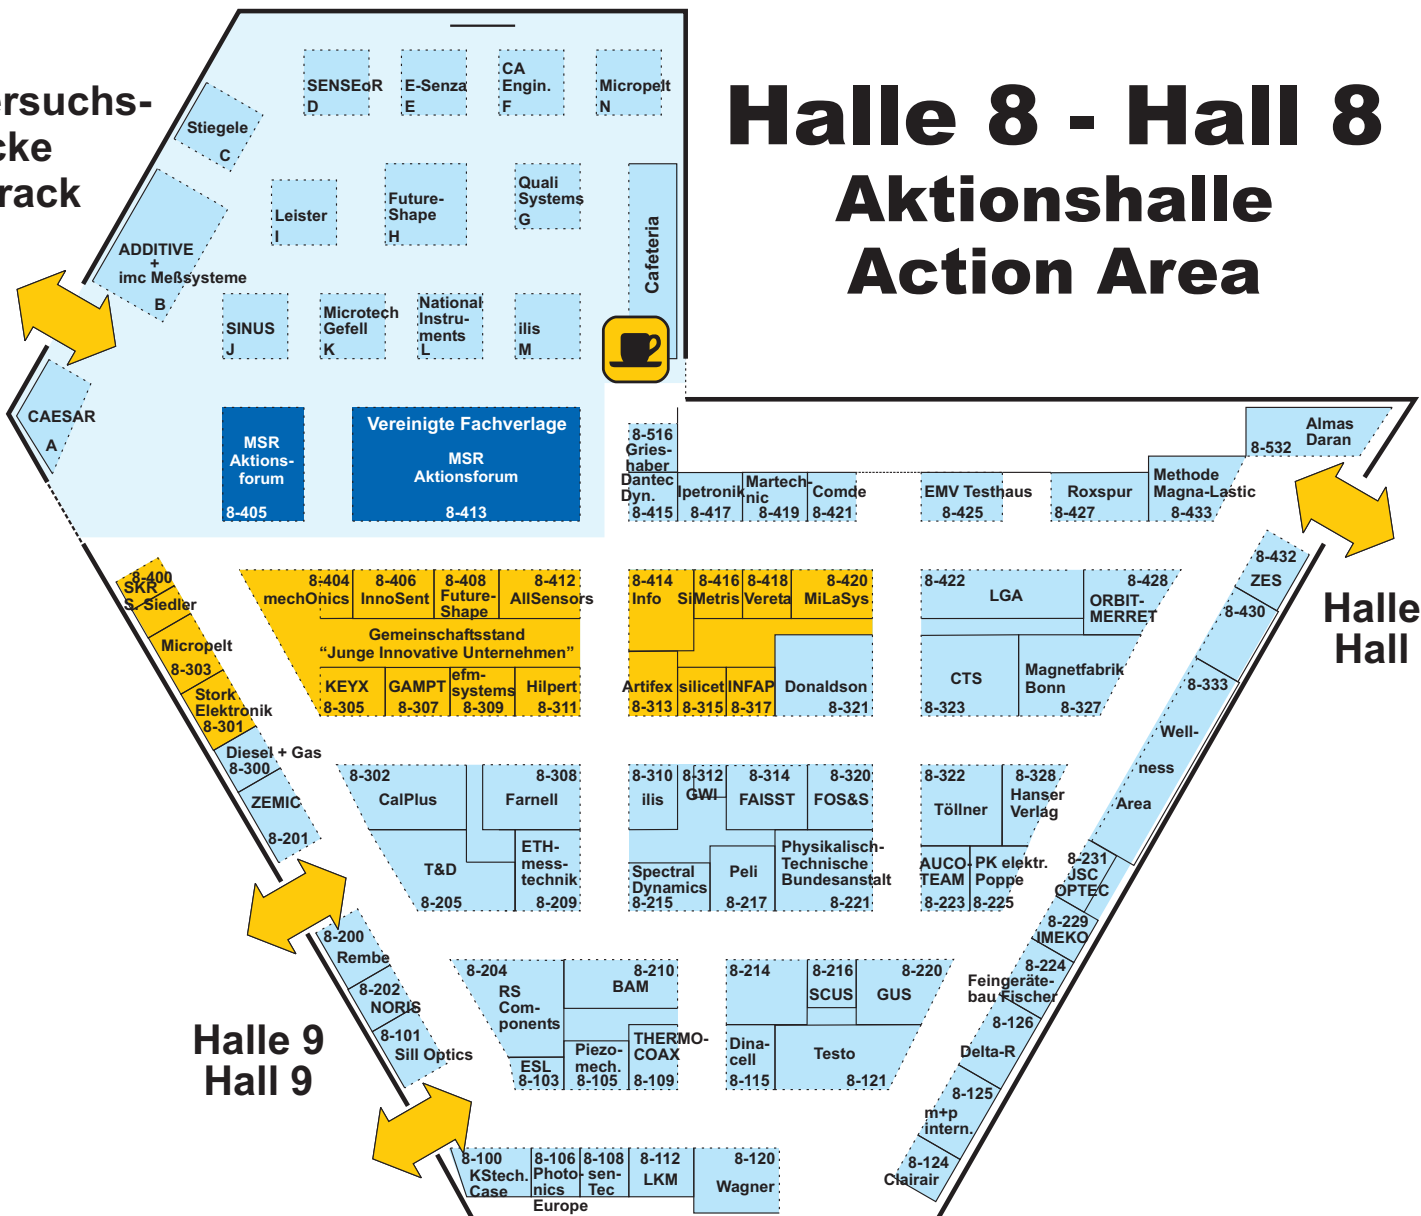 Halle 8 - Hall 8
Aktionshalle
Action Area
ersuchs-
cke
rack
SENSEoR
D
E-Senza
E
CA
Engin.
F
Micropelt
N
Stiegele
C
Leister
I
Future-
Shape
H
Quali
Systems
G
Cafeteria
ADDITIVE
+
imc Meßsysteme
B
SINUS
J
Microtech
Gefell
K
National
Instru-
ments
L
ilis
M
CAESAR
A
MSR
Aktions-
forum
8-405
Vereinigte Fachverlage
MSR
Aktionsforum
8-413
8-516
Gries-
haber
Dantec
Dyn.
8-415
Ipetronik
8-417
Martech-
nic
8-419
Comde
8-421
EMV Testhaus
8-425
Roxspur
8-427
Methode
Magna-Lastic
8-433
Almas
Daran
8-532
8-400
SKR
S. Siedler
Micropelt
8-303
Stork
Elektronik
8-301
Diesel + Gas
8-300
ZEMIC
8-201
8-404
mechOnics
8-406
InnoSent
8-408
Future-
Shape
8-412
AllSensors
Gemeinschaftsstand
“Junge Innovative Unternehmen”
KEYX
8-305
GAMPT
8-307
efm-
systems
8-309
Hilpert
8-311
8-414
Info
8-416
SiMetris
8-418
Vereta
8-420
MiLaSys
Artifex
8-313
silicet
8-315
INFAP
8-317
Donaldson
8-321
8-422
LGA
8-428
ORBIT-
MERRET
CTS
8-323
Magnetfabrik
Bonn
8-327
8-432
ZES
8-430
8-333
Well-
ness
Area
Halle
Hall
8-302
CalPlus
8-308
Farnell
T&D
8-205
ETH-
mess-
technik
8-209
8-310
ilis
8-312
GWI
8-314
FAISST
8-320
FOS&S
Spectral
Dynamics
8-215
Peli
8-217
Physikalisch-
Technische
Bundesanstalt
8-221
8-322
Töllner
8-328
Hanser
Verlag
AUCO-
TEAM
8-223
PK elektr.
Poppe
8-225
8-231
JSC
OPTEC
8-229
IMEKO
8-224
Feingeräte-
bau Fischer
8-126
Delta-R
8-125
m+p
intern.
8-124
Clairair
8-200
Rembe
8-202
NORIS
8-101
Sill Optics
Halle 9
Hall 9
8-204
RS
Com-
ponents
8-210
BAM
ESL
8-103
Piezo-
mech.
8-105
THERMO-
COAX
8-109
8-214
8-216
SCUS
8-220
GUS
Dina-
cell
8-115
Testo
8-121
8-100
KStech.
Case
8-106
Photo-
nics
Europe
8-108
sen-
Tec
8-112
LKM
8-120
Wagner